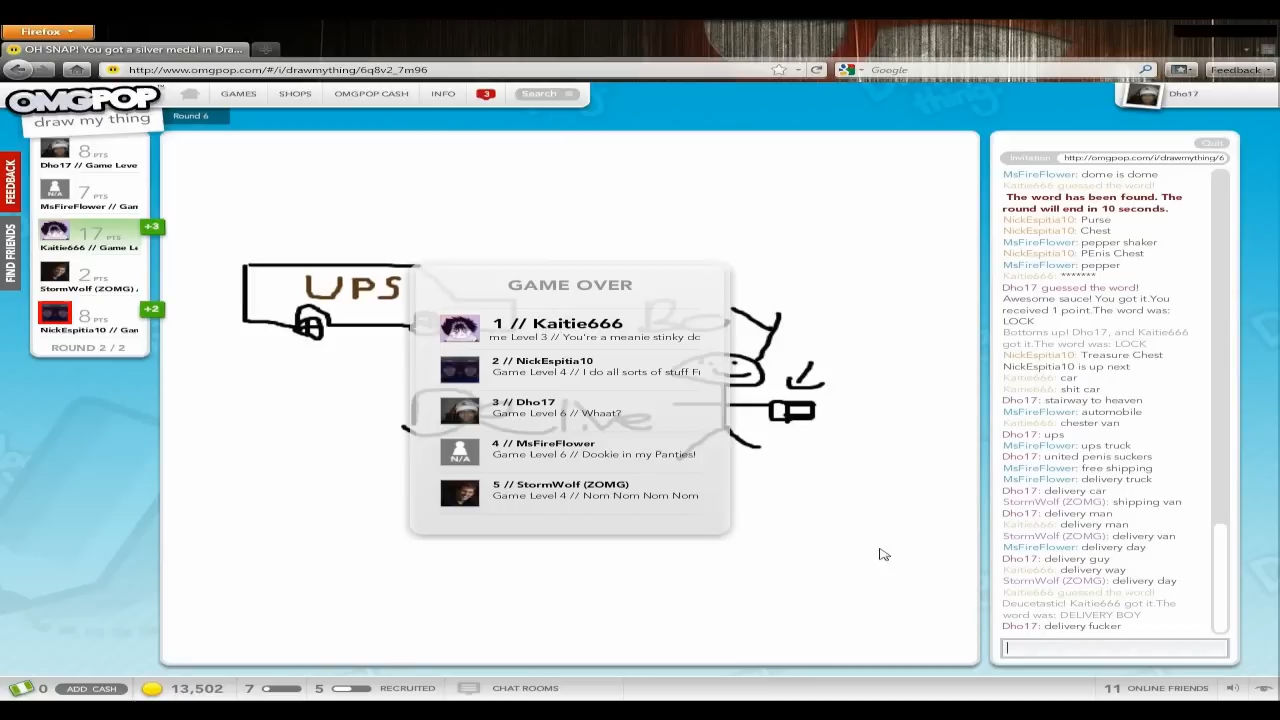 Firefox
OH SNAP! You got a silver medal in Dra...
http://www.omgpop.com/#/i/drawmything/6q8v2_7m96
Google
Feedback
OMGPOP
draw my thing
GAMES
SHOPS
OMGPOP CASH
INFO
3
Search
Dho17
Round 6
FEEDBACK
FIND FRIENDS
8 PTS
Dho17 // Game Leve
7 PTS
MsFireFlower // Gan
17 PTS
+3
Kaitie666 // Game Le
2 PTS
StormWolf (ZOMG) /
8 PTS
+2
NickEspitia10 // Gan
ROUND 2 / 2
UPS
GAME OVER
1 // Kaitie666
me Level 3 // You're a meanie stinky dc
2 // NickEspitia10
Game Level 4 // I do all sorts of stuff Fi
3 // Dho17
Game Level 6 // Whaat?
4 // MsFireFlower
Game Level 6 // Dookie in my Panties!
5 // StormWolf (ZOMG)
Game Level 4 // Nom Nom Nom Nom
N/A
Bo
Delive
Quit
Invitation
http://omgpop.com/i/drawmything/6
MsFireFlower: dome is dome
Kaitie666 guessed the word!
The word has been found. The
round will end in 10 seconds.
NickEspitia10: Purse
NickEspitia10: Chest
MsFireFlower: pepper shaker
NickEspitia10: PEnis Chest
MsFireFlower: pepper
Kaitie666: *******
Dho17 guessed the word!
Awesome sauce! You got it.You
received 1 point.The word was:
LOCK
Bottoms up! Dho17, and Kaitie666
got it.The word was: LOCK
NickEspitia10: Treasure Chest
NickEspitia10 is up next
Kaitie666: car
Kaitie666: shit car
Dho17: stairway to heaven
MsFireFlower: automobile
Kaitie666: chester van
Dho17: ups
MsFireFlower: ups truck
Dho17: united penis suckers
MsFireFlower: free shipping
MsFireFlower: delivery truck
Dho17: delivery car
StormWolf (ZOMG): shipping van
Dho17: delivery man
Kaitie666: delivery man
StormWolf (ZOMG): delivery van
MsFireFlower: delivery day
Dho17: delivery guy
Kaitie666: delivery way
StormWolf (ZOMG): delivery day
Kaitie666 guessed the word!
Deucetastic! Kaitie666 got it.The
word was: DELIVERY BOY
Dho17: delivery fucker
0
ADD CASH
13,502
7
5
RECRUITED
CHAT ROOMS
11 ONLINE FRIENDS